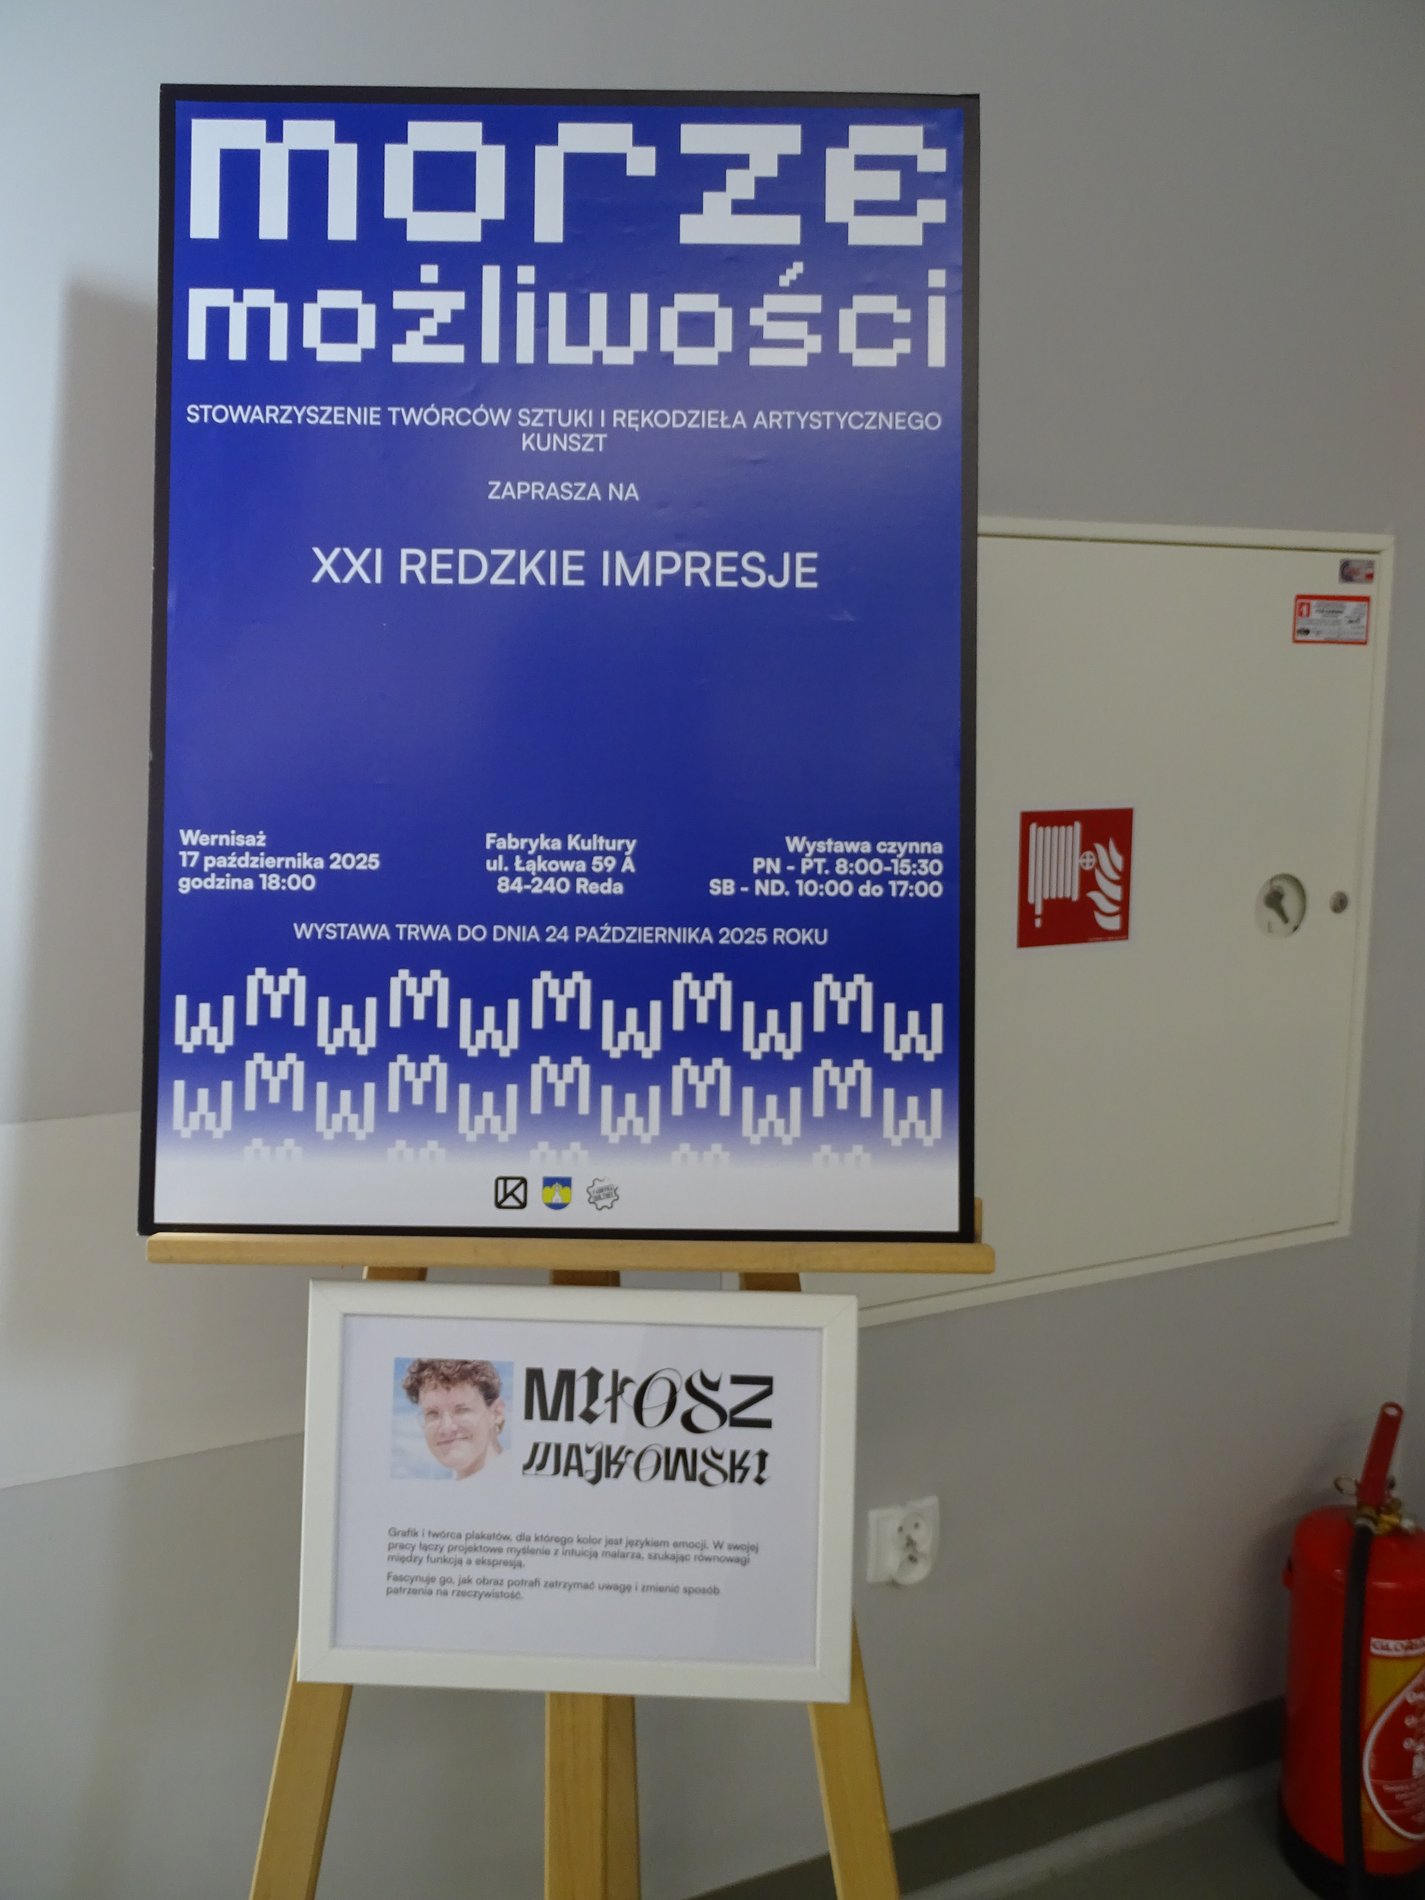 morze
możliwości
STOWARZYSZENIE TWÓRCÓW SZTUKI I RĘKODZIEŁA ARTYSTYCZNEGO
KUNSZT
ZAPRASZA NA
XXI REDZKIE IMPRESJE
Wernisaż
17 października 2025
godzina 18:00
Fabryka Kultury
ul. Łąkowa 59 A
84-240 Reda
Wystawa czynna
PN - PT. 8:00-15:30
SB - ND. 10:00 do 17:00
WYSTAWA TRWA DO DNIA 24 PAŹDZIERNIKA 2025 ROKU
W M W M W M W M W M W
W M W M W M W M W M W
MIŁOSZ
MAJKOWSKI
Grafik i twórca plakatów, dla którego kolor jest językiem emocji. W swojej
pracy łączy projektowe myślenie z intuicją malarza, szukając równowagi
między funkcją a ekspresją.
Fascynuje go, jak obraz potrafi zatrzymać uwagę i zmienić sposób
patrzenia na rzeczywistość.